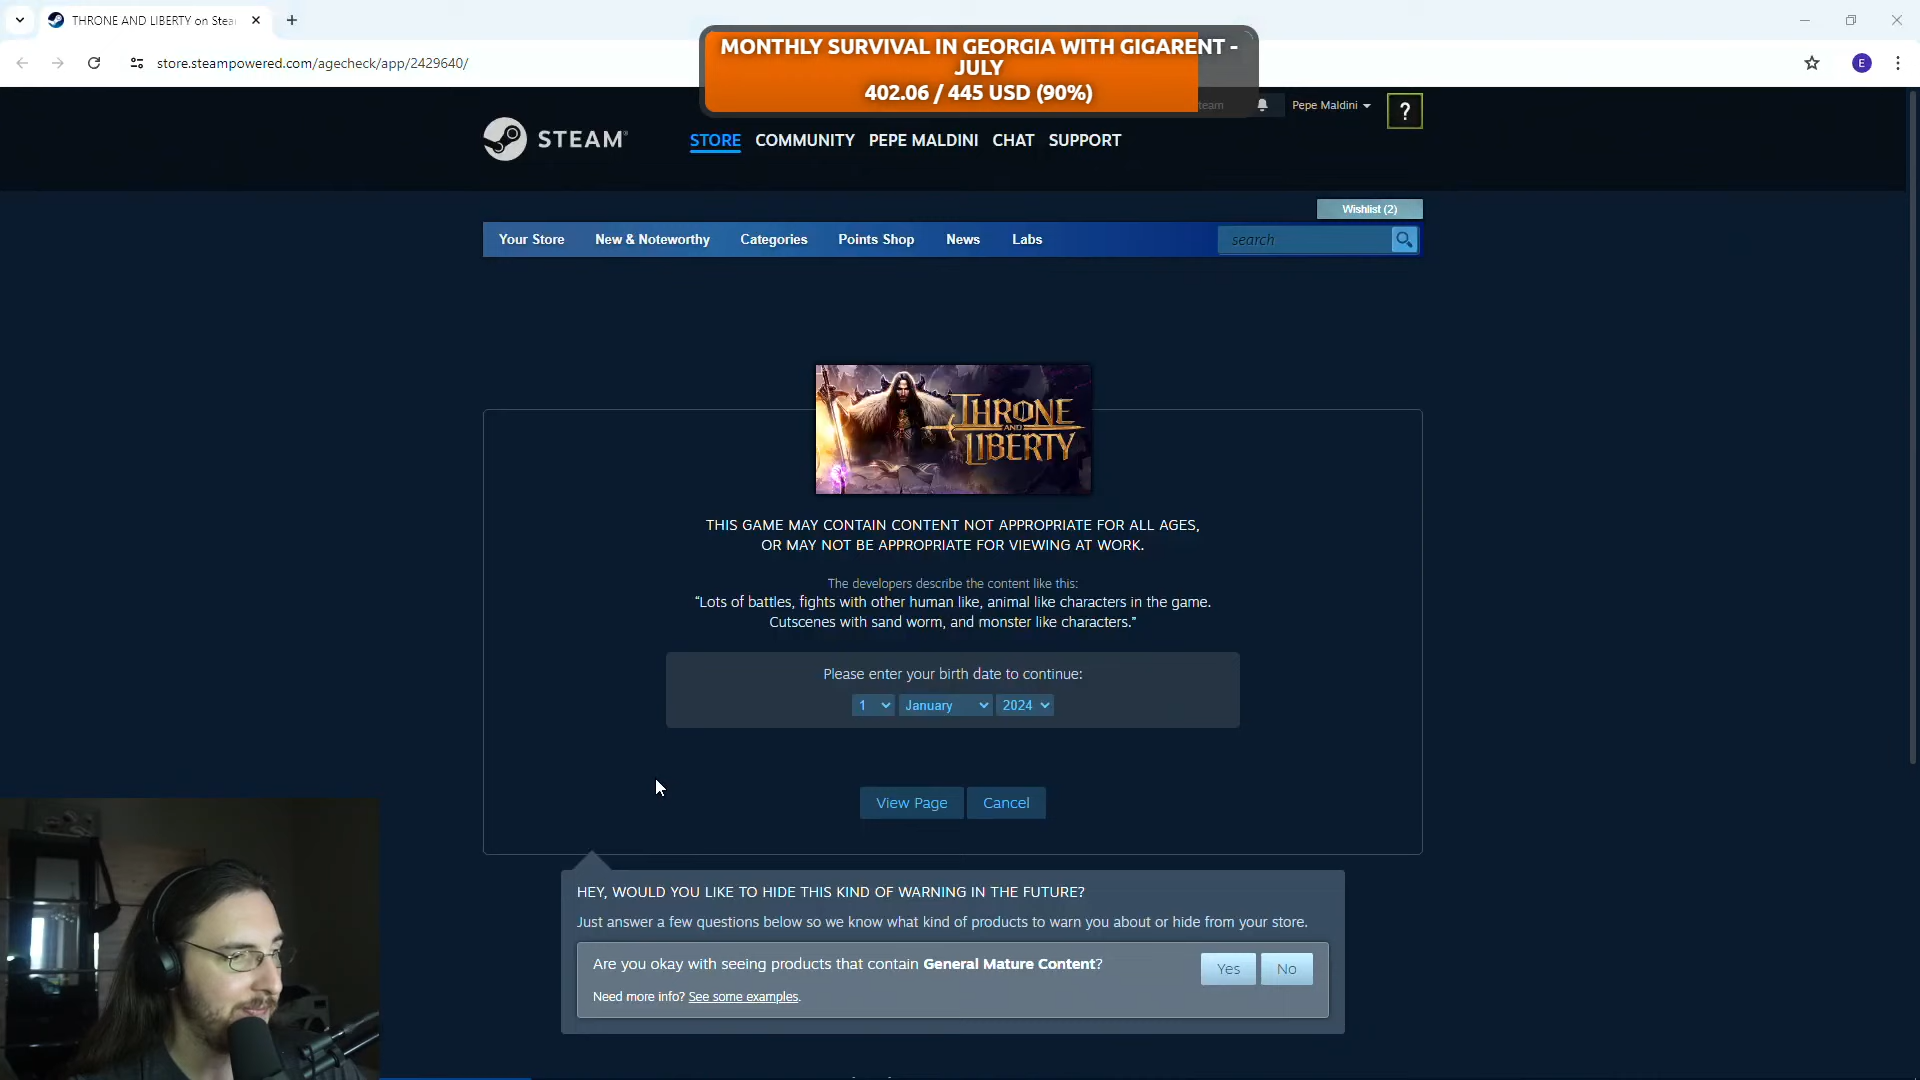 THRONE AND LIBERTY on Stea
store.steampowered.com/agecheck/app/2429640/
E
MONTHLY SURVIVAL IN GEORGIA WITH GIGARENT -
JULY
402.06 / 445 USD (90%)
team
Pepe Maldini
?
STEAM®
STORE COMMUNITY PEPE MALDINI CHAT SUPPORT
Wishlist (2)
Your Store New & Noteworthy Categories Points Shop News Labs search
THRONE
AND
LIBERTY
THIS GAME MAY CONTAIN CONTENT NOT APPROPRIATE FOR ALL AGES,
OR MAY NOT BE APPROPRIATE FOR VIEWING AT WORK.
The developers describe the content like this:
“Lots of battles, fights with other human like, animal like characters in the game.
Cutscenes with sand worm, and monster like characters.”
Please enter your birth date to continue:
1 January 2024
View Page Cancel
HEY, WOULD YOU LIKE TO HIDE THIS KIND OF WARNING IN THE FUTURE?
Just answer a few questions below so we know what kind of products to warn you about or hide from your store.
Are you okay with seeing products that contain General Mature Content?
Yes No
Need more info? See some examples.